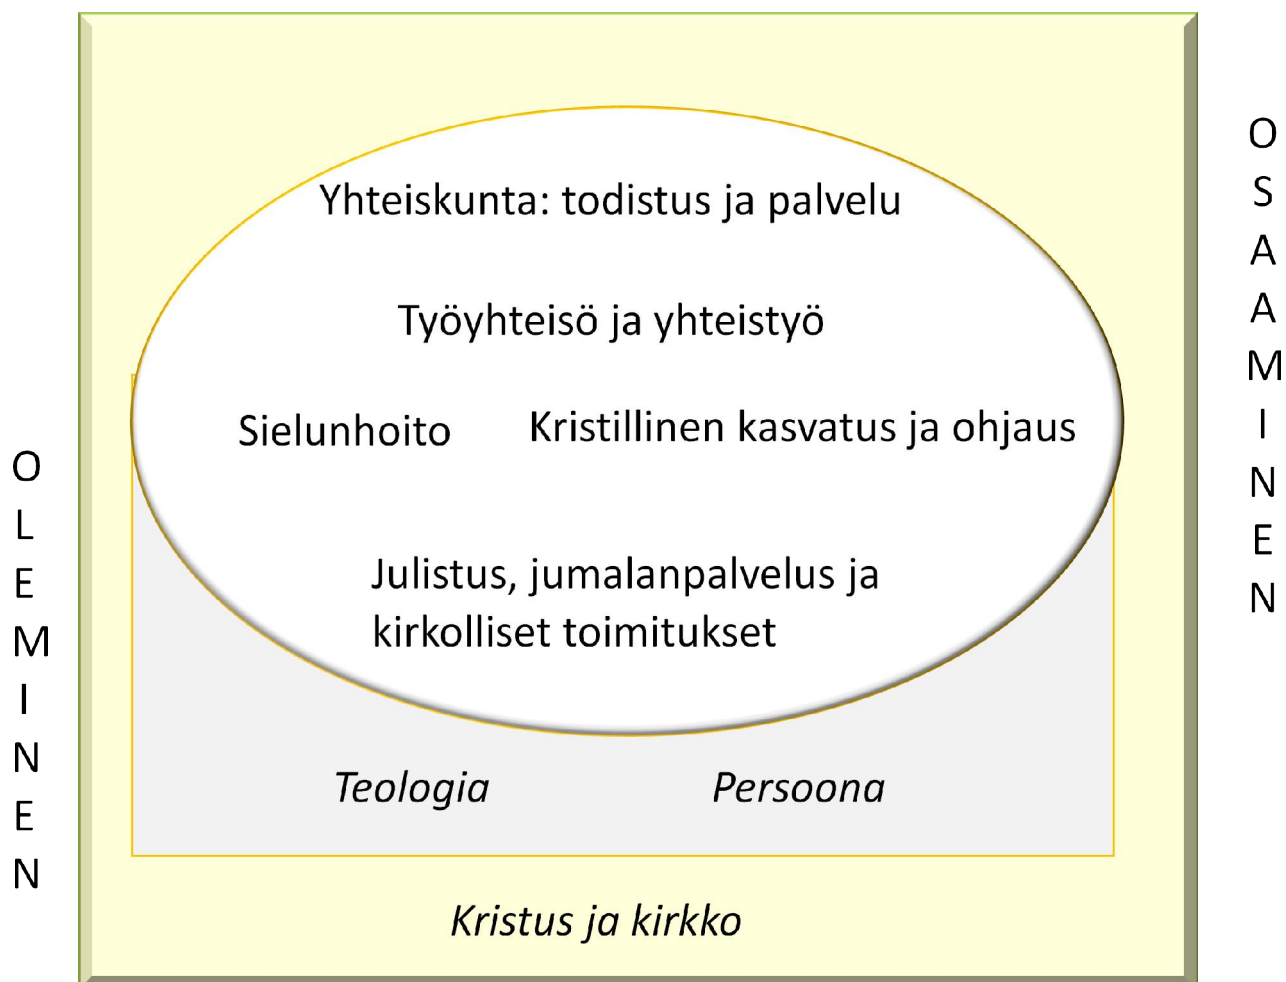 Yhteiskunta: todistus ja palvelu
Työyhteisö ja yhteistyö
Sielunhoito
Kristillinen kasvatus ja ohjaus
Julistus, jumalanpalvelus ja
kirkolliset toimitukset
Teologia
Persoona
Kristus ja kirkko
OLEMINEN
OSAAMINEN